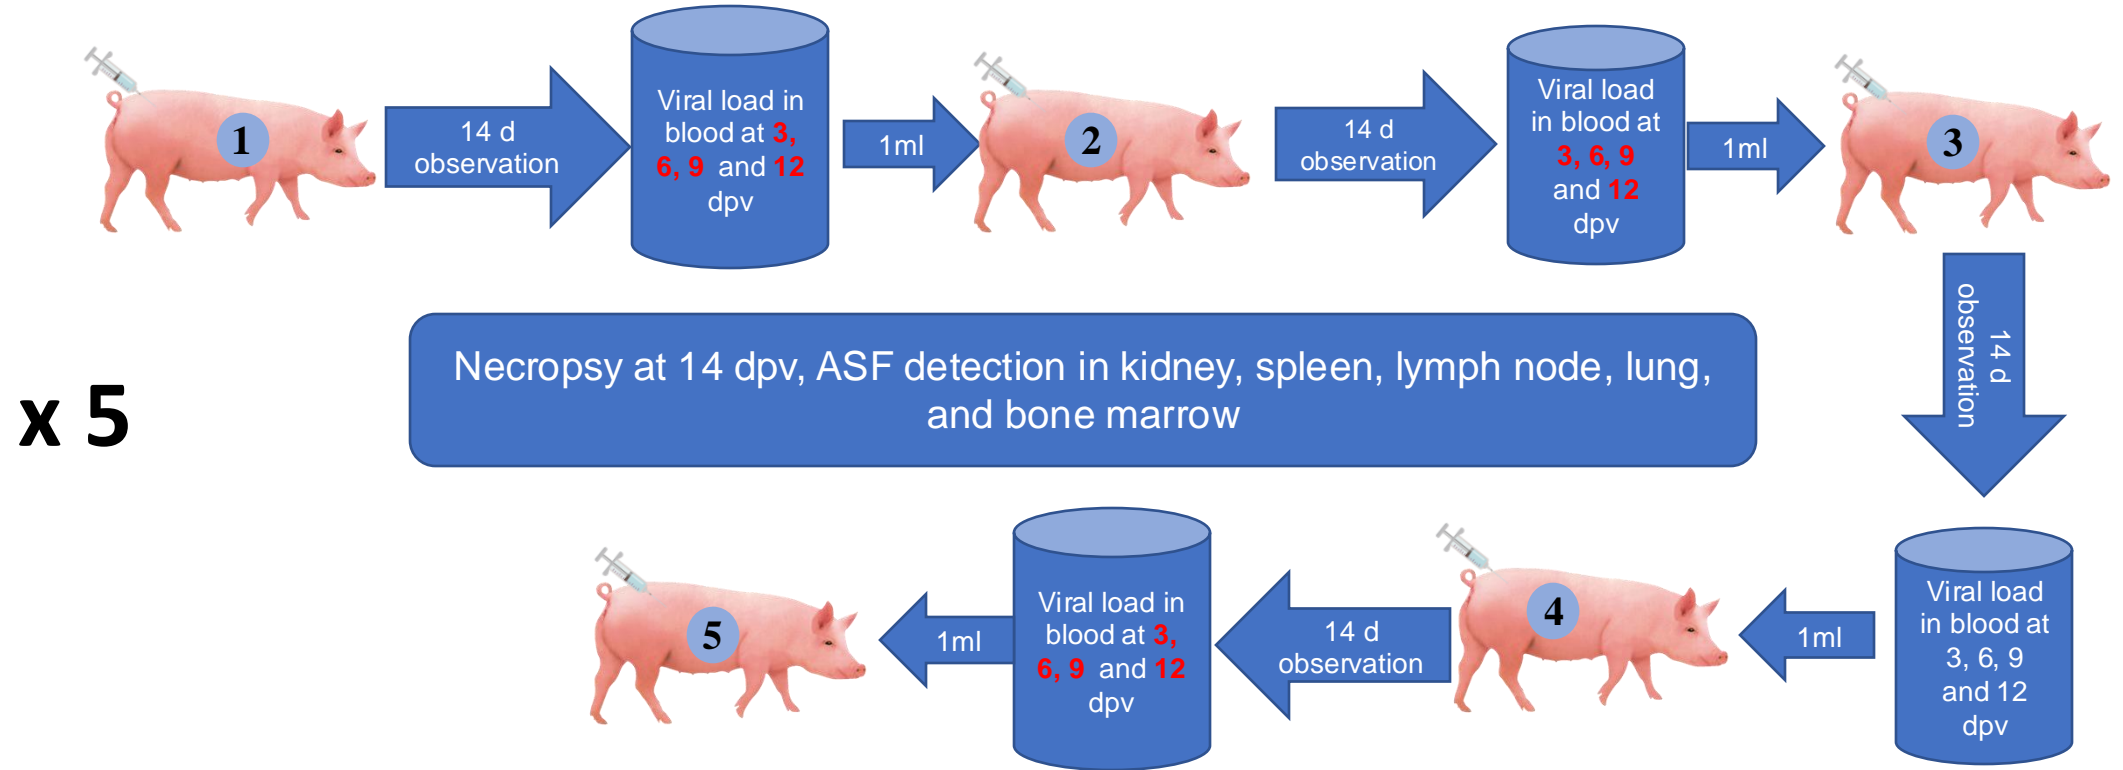 1
14 d
observation
Viral load in
blood at 3,
6, 9 and 12
dpv
1ml
2
14 d
observation
Viral load
in blood at
3, 6, 9
and 12
dpv
1ml
3
14 d
observation
Necropsy at 14 dpv, ASF detection in kidney, spleen, lymph node, lung,
and bone marrow
x 5
Viral load
in blood at
3, 6, 9
and 12
dpv
1ml
4
14 d
observation
Viral load in
blood at 3,
6, 9 and 12
dpv
1ml
5